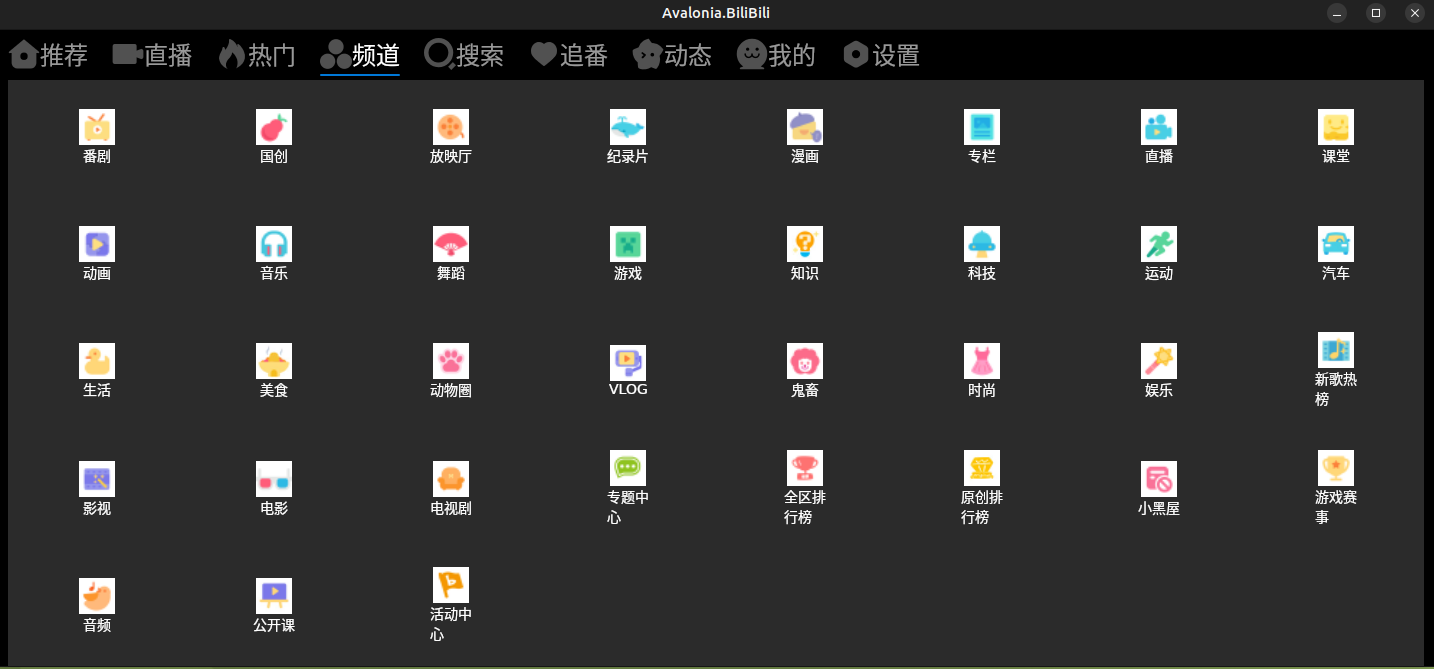 Avalonia.BiliBili
推荐 直播 热门 频道 搜索 追番 动态 我的 设置
番剧 国创 放映厅 纪录片 漫画 专栏 直播 课堂
动画 音乐 舞蹈 游戏 知识 科技 运动 汽车
生活 美食 动物圈 VLOG 鬼畜 时尚 娱乐 新歌热
榜
影视 电影 电视剧 专题中 全区排 原创排 小黑屋 游戏赛
心 行榜 行榜 事
音频 公开课 活动中
心